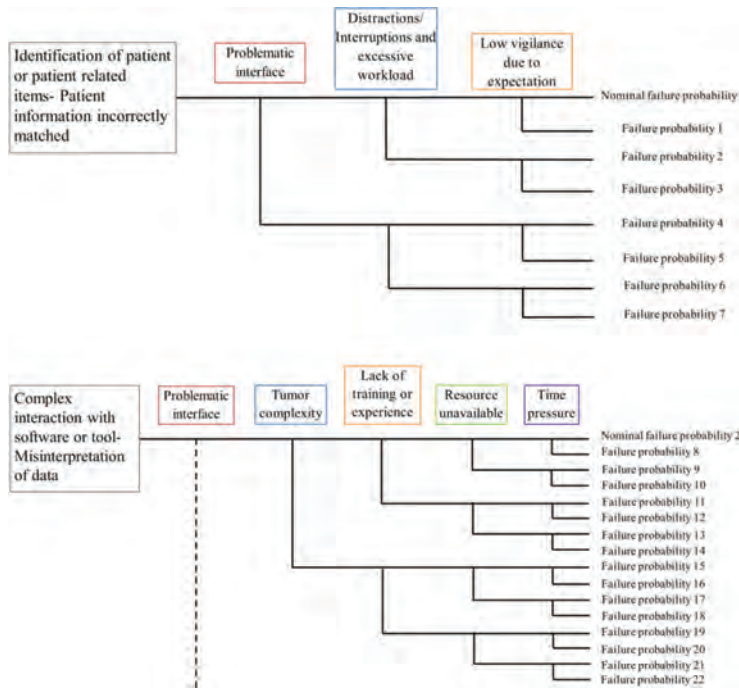 Identification of patient
or patient related
items- Patient
information incorrectly
matched
Problematic
interface
Distractions/
Interruptions and
excessive
workload
Low vigilance
due to
expectation
Nominal failure probability
Failure probability 1
Failure probability 2
Failure probability 3
Failure probability 4
Failure probability 5
Failure probability 6
Failure probability 7
Complex
interaction with
software or tool-
Misinterpretation
of data
Problematic
interface
Tumor
complexity
Lack of
training or
experience
Resource
unavailable
Time
pressure
Nominal failure probability 2
Failure probability 8
Failure probability 9
Failure probability 10
Failure probability 11
Failure probability 12
Failure probability 13
Failure probability 14
Failure probability 15
Failure probability 16
Failure probability 17
Failure probability 18
Failure probability 19
Failure probability 20
Failure probability 21
Failure probability 22